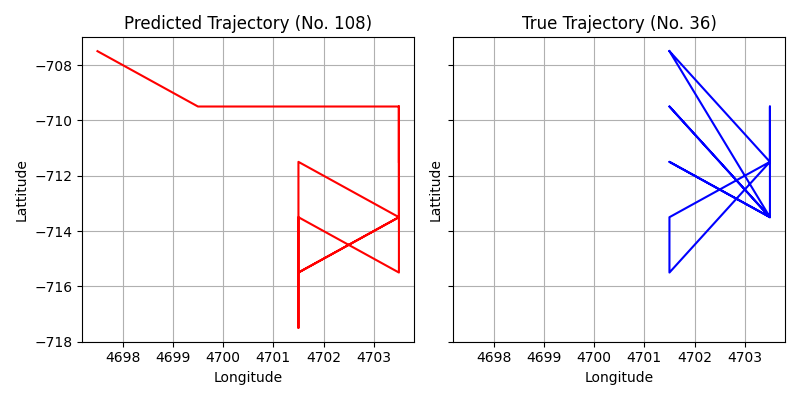 Predicted Trajectory (No. 108)
True Trajectory (No. 36)
−708
−710
−712
−714
−716
−718
Lattitude
Lattitude
4698 4699 4700 4701 4702 4703
4698 4699 4700 4701 4702 4703
Longitude
Longitude